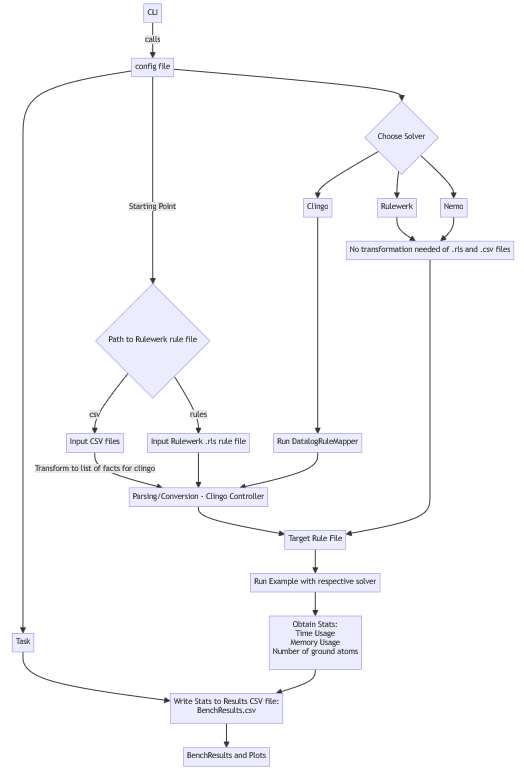 CLI
calls
config file
Choose Solver
Starting Point
Clingo
Rulewerk
Nemo
No transformation needed of .rls and .csv files
Path to Rulewerk rule file
csv
rules
Input CSV files
Input Rulewerk .rls rule file
Run DatalogRuleMapper
Transform to list of facts for clingo
Parsing/Conversion - Clingo Controller
Target Rule File
Run Example with respective solver
Obtain Stats:
Time Usage
Memory Usage
Number of ground atoms
Task
Write Stats to Results CSV file:
BenchResults.csv
BenchResults and Plots